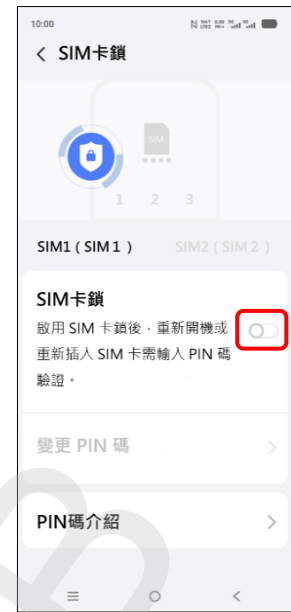 10:00
SIM卡鎖
SIM
1 2 3
SIM1 ( SIM 1 ) SIM2 ( SIM 2 )
SIM卡鎖
啟用 SIM 卡鎖後，重新開機或
重新插入 SIM 卡需輸入 PIN 碼
驗證。
變更 PIN 碼
PIN碼介紹